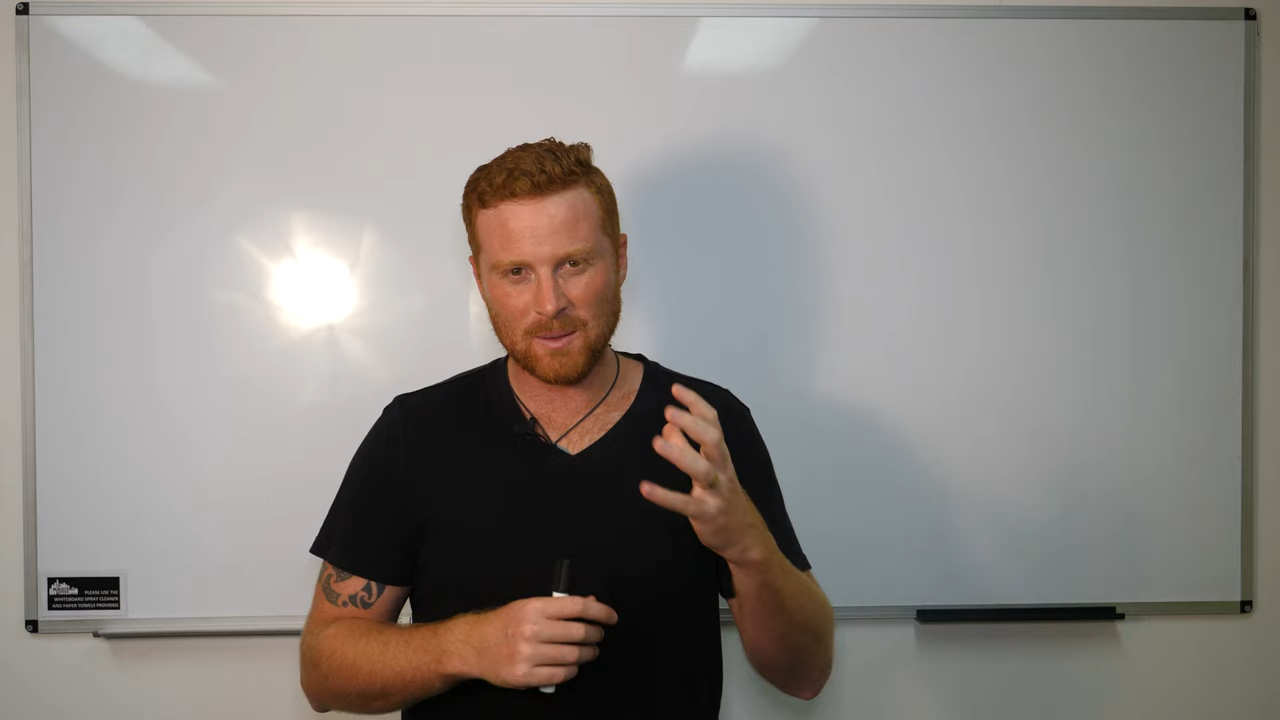 PLEASE USE THE
WHITEBOARD SPRAY CLEANER
AND PAPER TOWELS PROVIDED